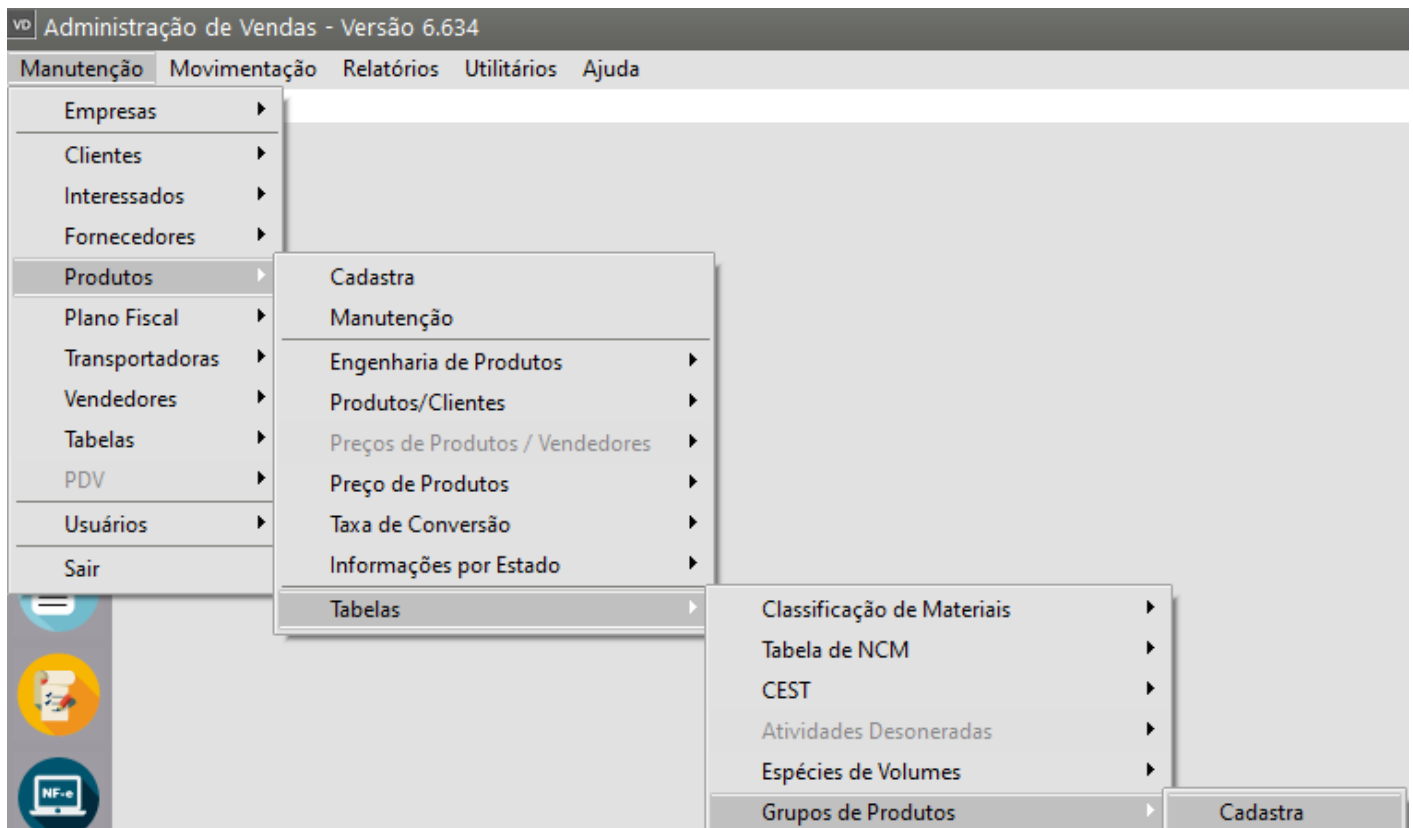 VD Administração de Vendas - Versão 6.634
Manutenção Movimentação Relatórios Utilitários Ajuda
Empresas
Clientes
Interessados
Fornecedores
Produtos
Plano Fiscal
Transportadoras
Vendedores
Tabelas
PDV
Usuários
Sair
Cadastra
Manutenção
Engenharia de Produtos
Produtos/Clientes
Preços de Produtos / Vendedores
Preço de Produtos
Taxa de Conversão
Informações por Estado
Tabelas
Classificação de Materiais
Tabela de NCM
CEST
Atividades Desoneradas
Espécies de Volumes
Grupos de Produtos
Cadastra
NF-e